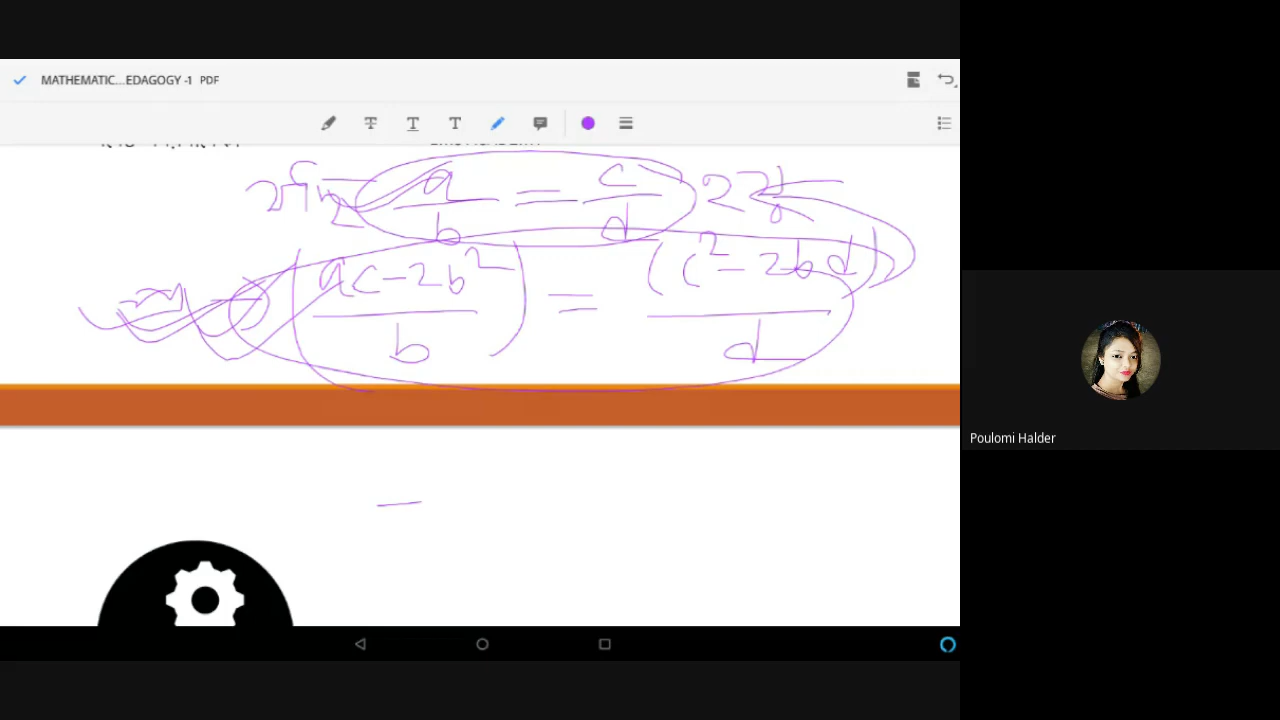 MATHEMATIC...EDAGOGY -1 PDF
যদি a/b = c/d হয়
(ac-2b²)/b = (c²-2bd)/d
—
Poulomi Halder